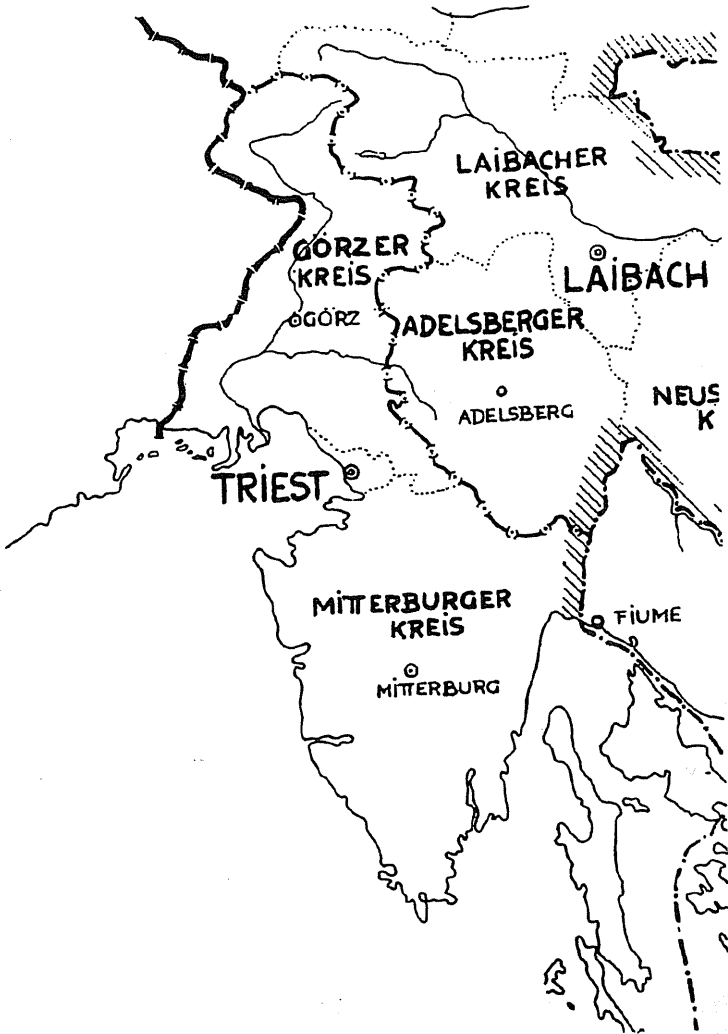 LAIBACHER
KREIS
GÖRZER
KREIS
LAIBACH
GÖRZ
ADELSBERGER
KREIS
ADELSBERG
NEUS
K
TRIEST
MITTERBURGER
KREIS
FIUME
MITTERBURG